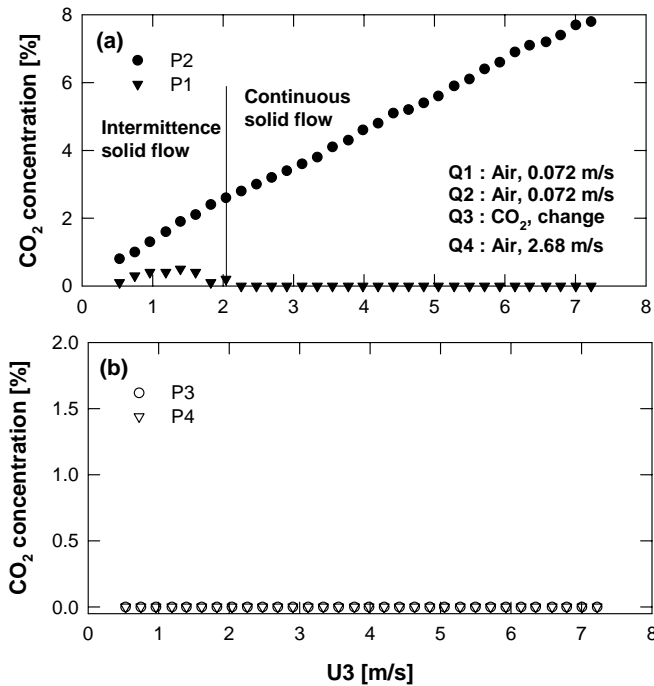 8
(a)
P2
P1
6
Continuous
solid flow
Intermittence
solid flow
4
Q1 : Air, 0.072 m/s
Q2 : Air, 0.072 m/s
2
Q3 : CO₂, change
Q4 : Air, 2.68 m/s
0
CO₂ concentration [%]
0 1 2 3 4 5 6 7 8
2.0
(b)
P3
P4
1.5
1.0
0.5
0.0
CO₂ concentration [%]
0 1 2 3 4 5 6 7 8
U3 [m/s]